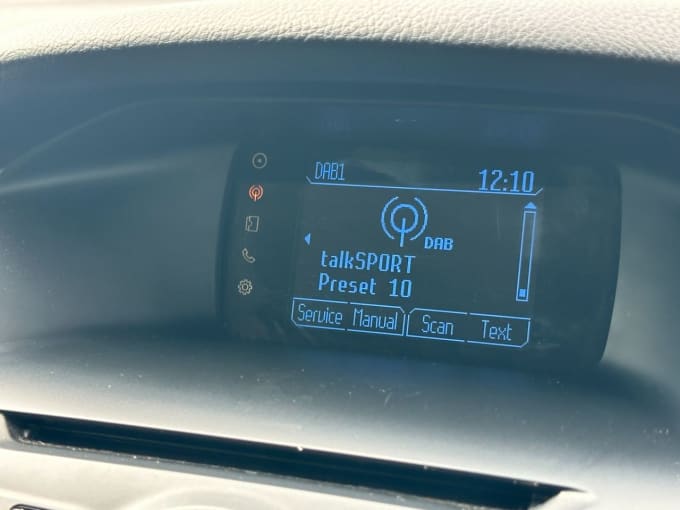 DAB1 12:10
DAB
talkSPORT
Preset 10
Service Manual Scan Text